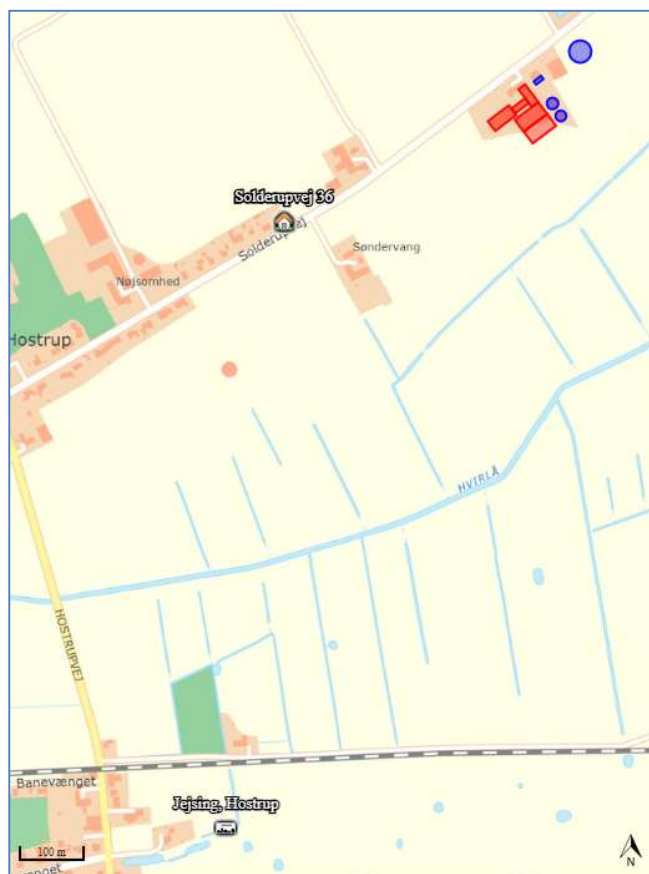 Solderupvej 36
Solderupvej
Søndervang
Nøjsomhed
Hostrup
HVIRLÅ
HOSTRUPVEJ
Banevænget
Jejsing, Hostrup
100 m
N